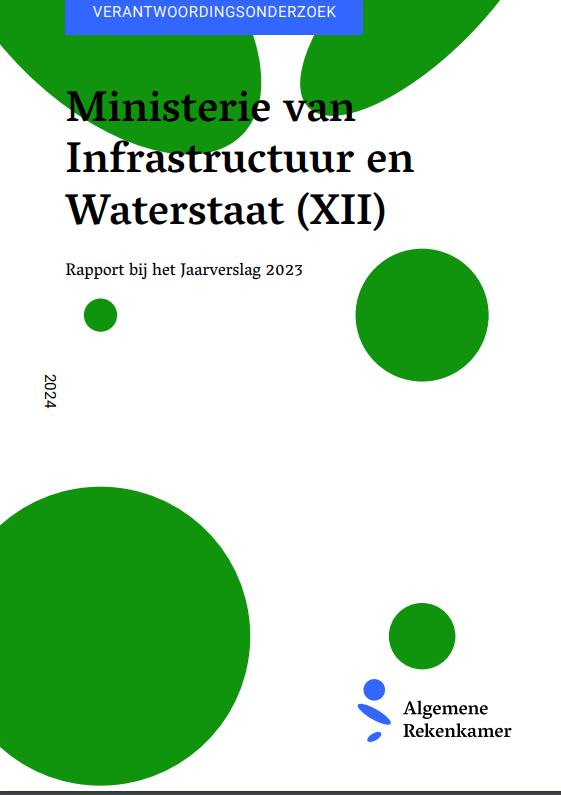 VERANTWOORDINGSONDERZOEK
Ministerie van
Infrastructuur en
Waterstaat (XII)
Rapport bij het Jaarverslag 2023
2024
Algemene
Rekenkamer